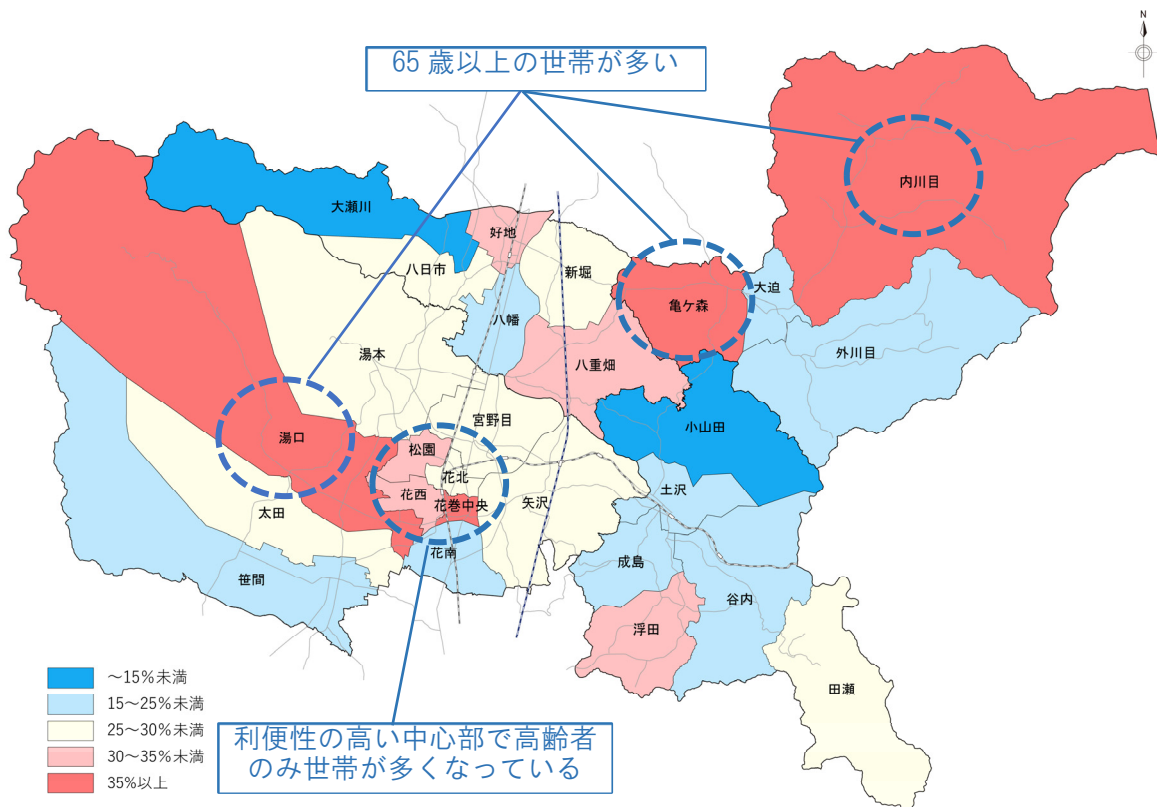 N
65歳以上の世帯が多い
内川目
大瀬川
好地
八日市
新堀
大迫
亀ケ森
八幡
外川目
湯本
八重畑
宮野目
小山田
湯口
松園
花北
土沢
花西
花巻中央
矢沢
太田
花南
成島
笹間
谷内
浮田
田瀬
～15%未満
15～25%未満
25～30%未満
30～35%未満
35%以上
利便性の高い中心部で高齢者
のみ世帯が多くなっている